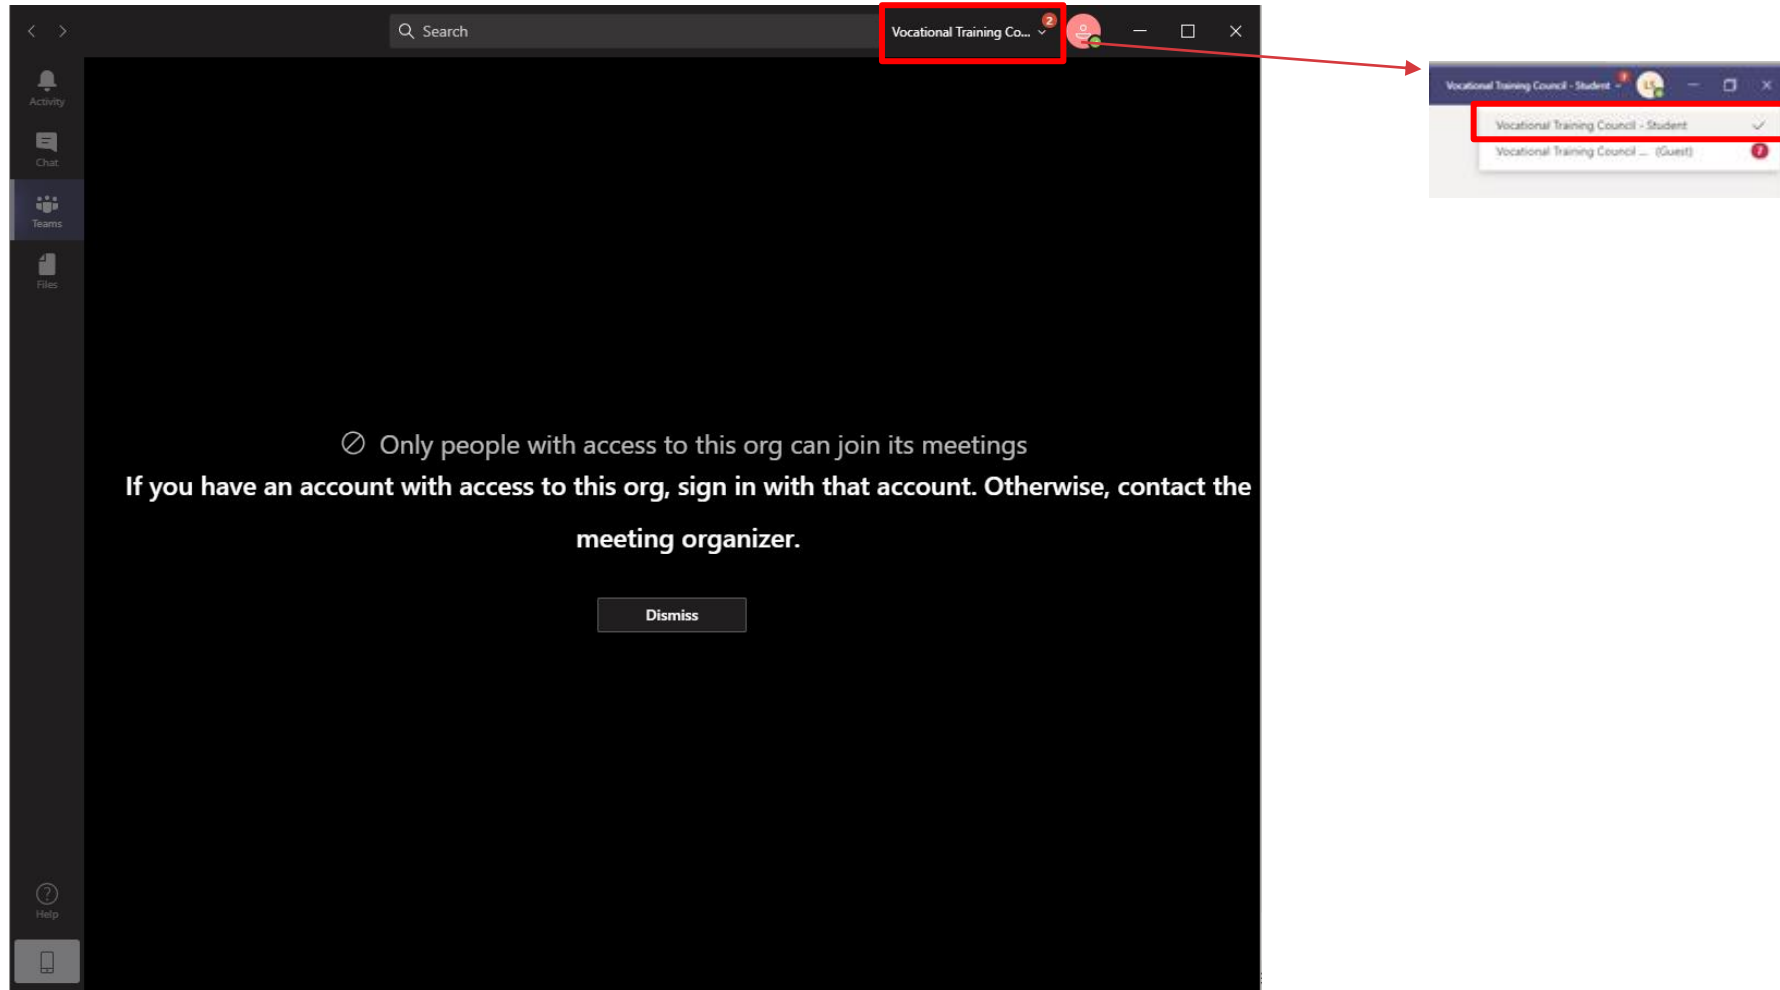 Search
Vocational Training Co...
2
Activity
Chat
Teams
Files
Only people with access to this org can join its meetings
If you have an account with access to this org, sign in with that account. Otherwise, contact the
meeting organizer.
Dismiss
Help
Vocational Training Council - Student
LS
Vocational Training Council - Student
Vocational Training Council ... (Guest)
7